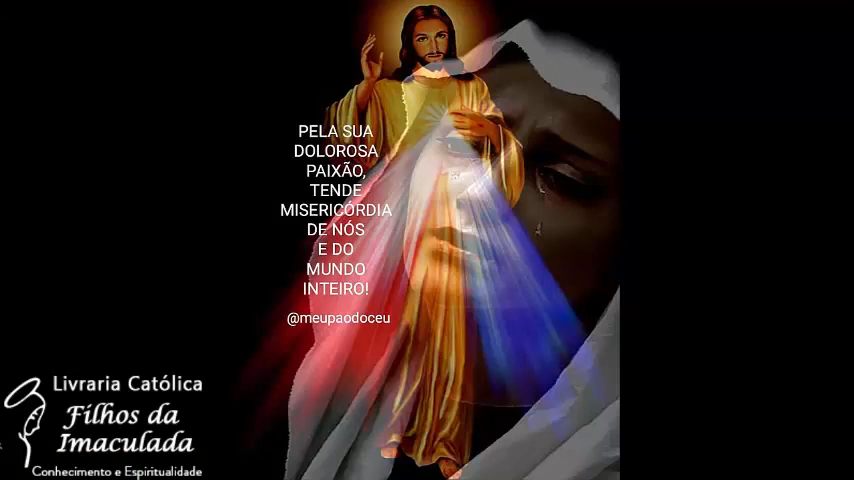 PELA SUA
DOLOROSA
PAIXÃO,
TENDE
MISERICÓRDIA
DE NÓS
E DO
MUNDO
INTEIRO!
@meupaodoceu
Livraria Católica
Filhos da
Imaculada
Conhecimento e Espiritualidade